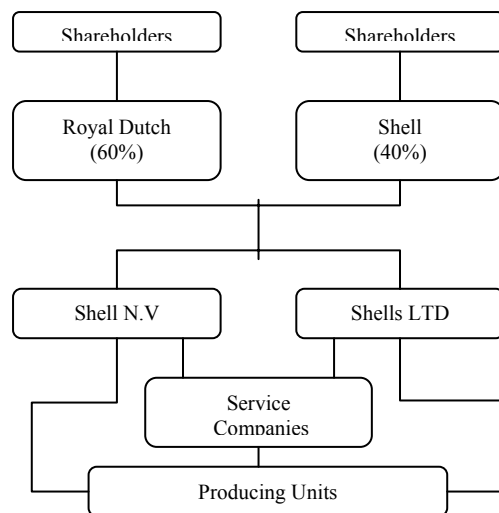 Shareholders
Shareholders
Royal Dutch
(60%)
Shell
(40%)
Shell N.V
Shells LTD
Service
Companies
Producing Units